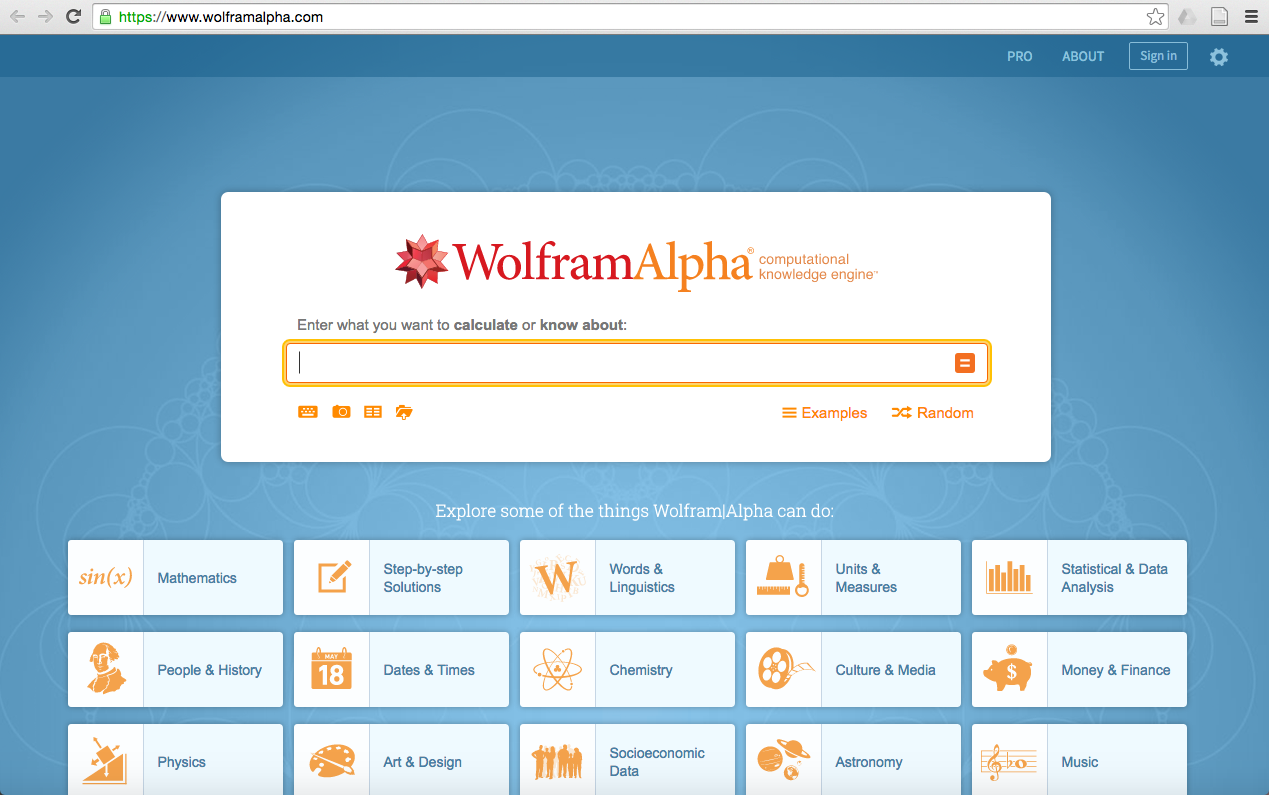 https://www.wolframalpha.com
PRO ABOUT Sign in
WolframAlpha® computational
knowledge engine™
Enter what you want to calculate or know about:
=
Examples Random
Explore some of the things Wolfram|Alpha can do:
sin(x) Mathematics
Step-by-step
Solutions
W Words &
Linguistics
Units &
Measures
Statistical & Data
Analysis
People & History
MAY
18 Dates & Times
Chemistry
Culture & Media
$ Money & Finance
Physics
Art & Design
Socioeconomic
Data
Astronomy
Music